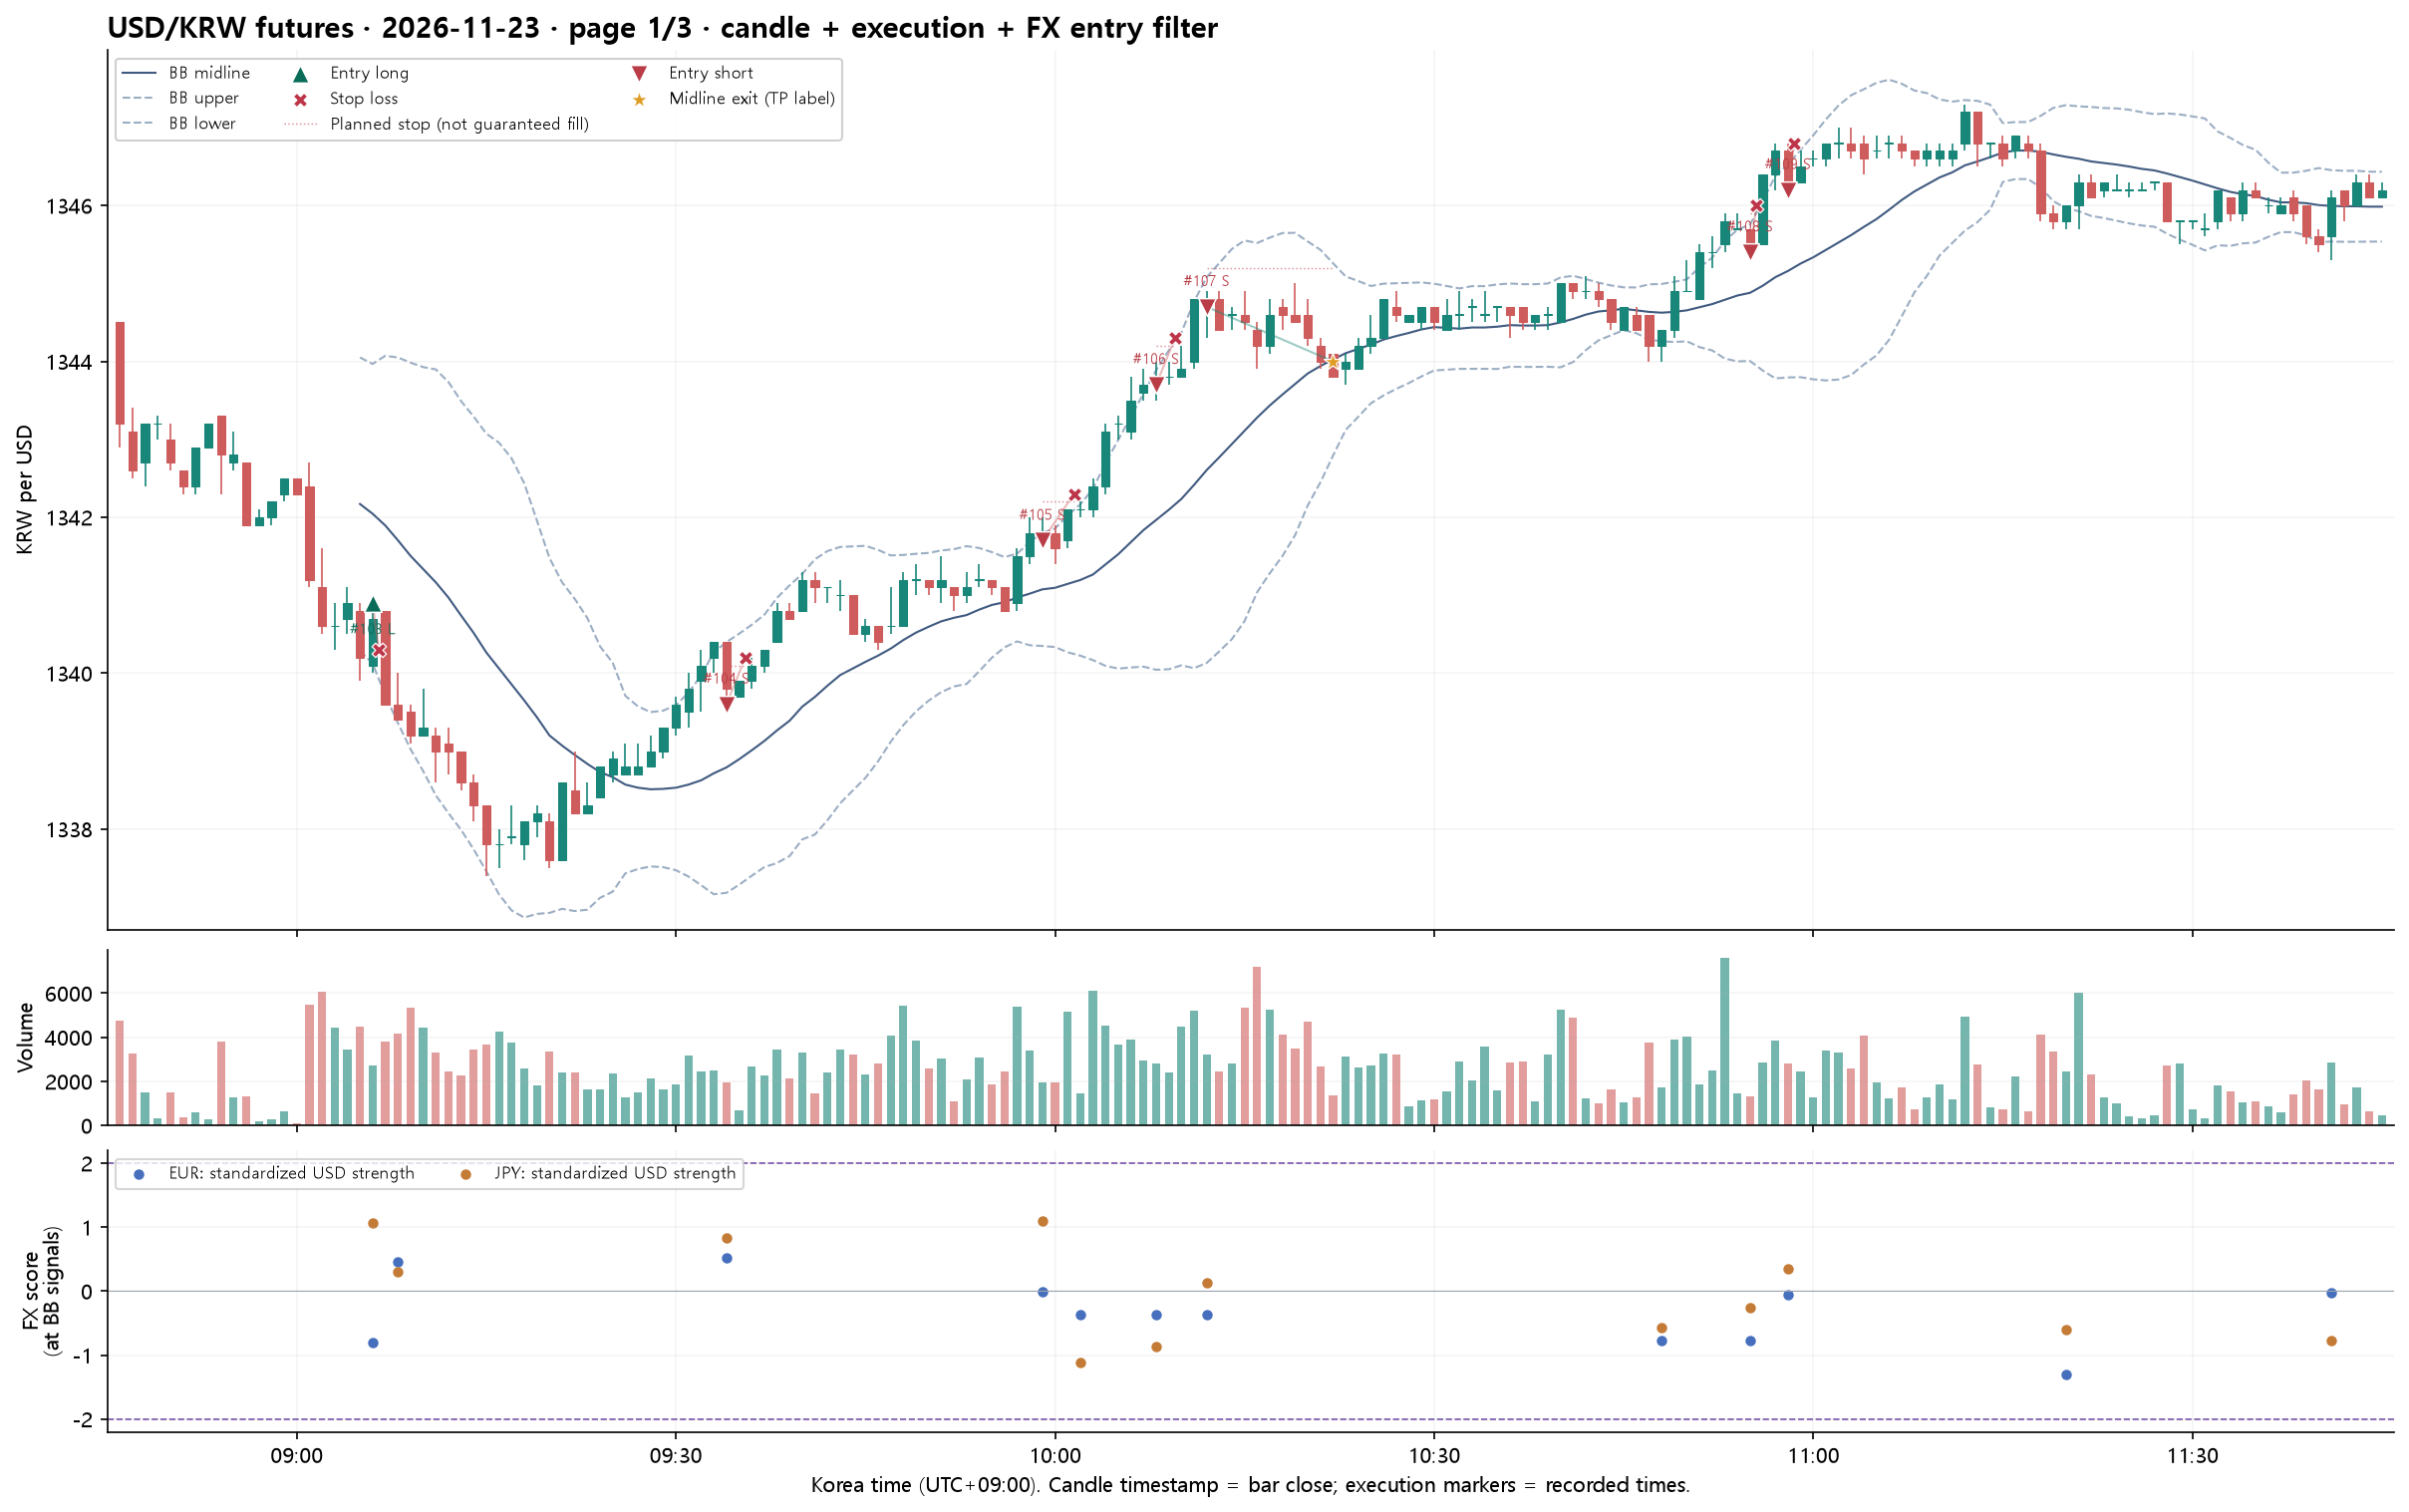 USD/KRW futures · 2026-11-23 · page 1/3 · candle + execution + FX entry filter
BB midline
BB upper
BB lower
Entry long
Stop loss
Planned stop (not guaranteed fill)
Entry short
Midline exit (TP label)
KRW per USD
1346
1344
1342
1340
1338
#103 L
#104 S
#105 S
#106 S
#107 S
#108 S
#109 S
Volume
6000
4000
2000
0
FX score
(at BB signals)
2
1
0
-1
-2
EUR: standardized USD strength
JPY: standardized USD strength
09:00
09:30
10:00
10:30
11:00
11:30
Korea time (UTC+09:00). Candle timestamp = bar close; execution markers = recorded times.